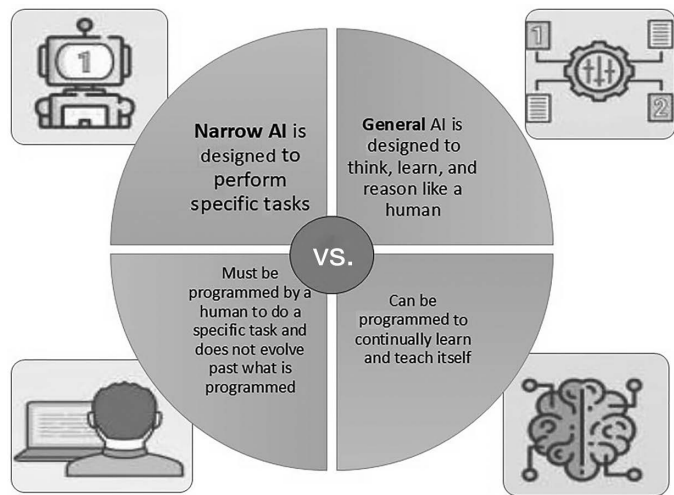 1
Narrow AI is
designed to
perform
specific tasks
General AI is
designed to
think, learn, and
reason like a
human
1
2
vs.
Must be
programmed by a
human to do a
specific task and
does not evolve
past what is
programmed
Can be
programmed to
continually learn
and teach itself